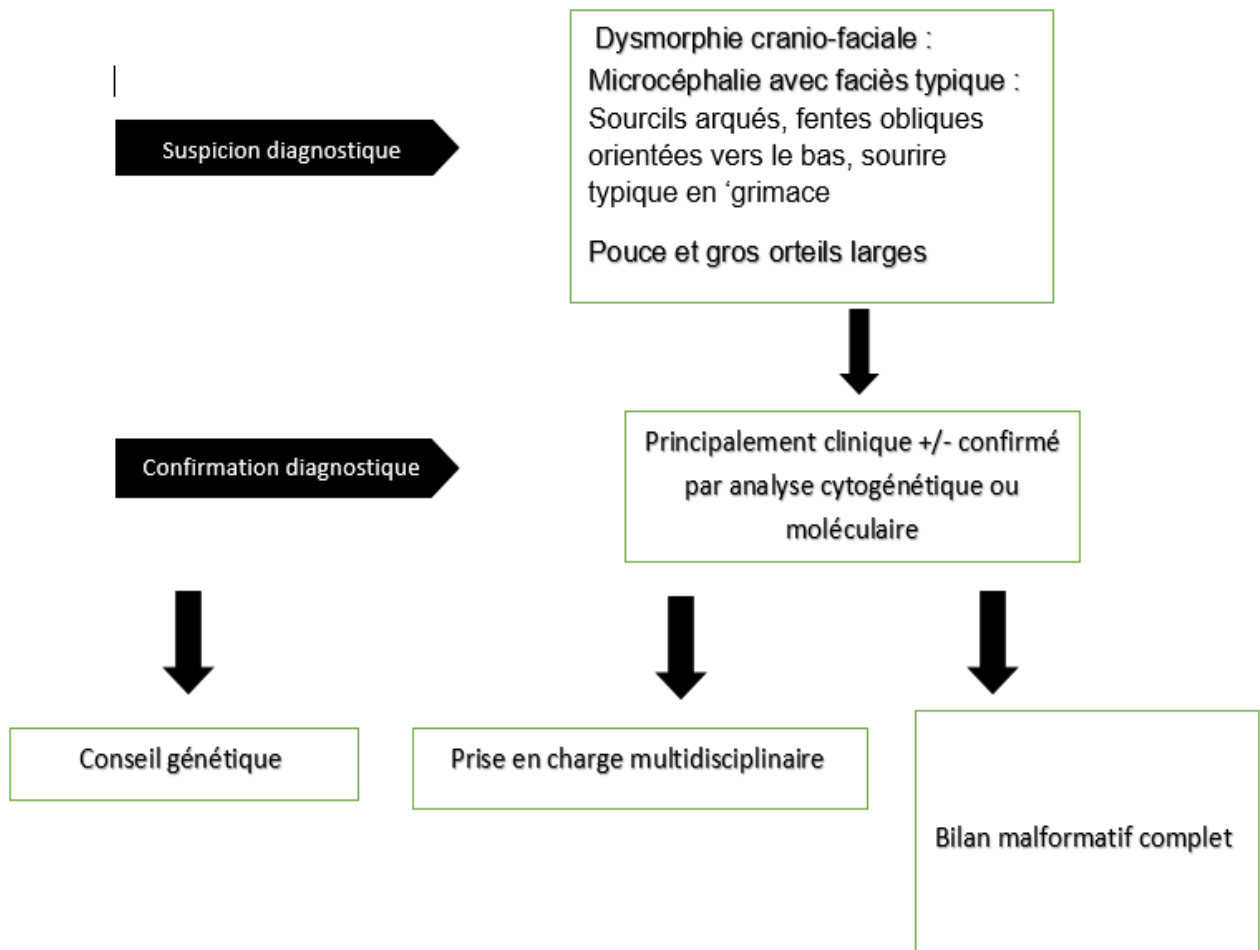 Dysmorphie cranio-faciale :
Microcéphalie avec faciès typique :
Sourcils arqués, fentes obliques
orientées vers le bas, sourire
typique en ‘grimace
Pouce et gros orteils larges
Suspicion diagnostique
Confirmation diagnostique
Principalement clinique +/- confirmé
par analyse cytogénétique ou
moléculaire
Conseil génétique
Prise en charge multidisciplinaire
Bilan malformatif complet